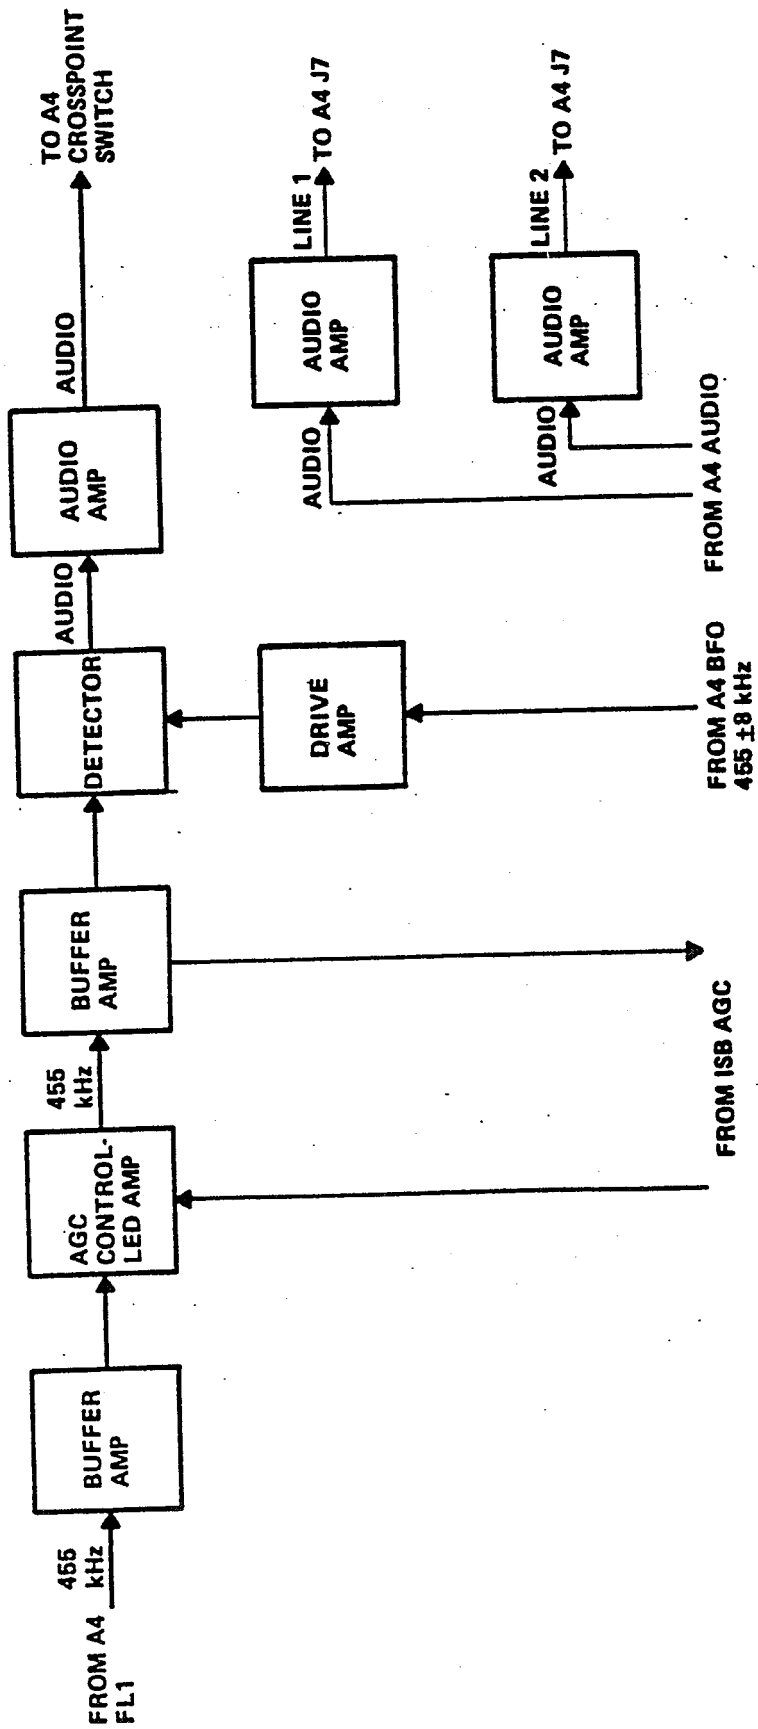 FROM A4
FL1
455
kHz
BUFFER
AMP
AGC
CONTROL-
LED AMP
455
kHz
BUFFER
AMP
DETECTOR
AUDIO
AUDIO
AMP
AUDIO
TO A4
CROSSPOINT
SWITCH
DRIVE
AMP
AUDIO
AUDIO
AMP
LINE 1
TO A4 J7
AUDIO
AUDIO
AMP
LINE 2
TO A4 J7
FROM ISB AGC
FROM A4 BFO
455 ±8 kHz
FROM A4 AUDIO